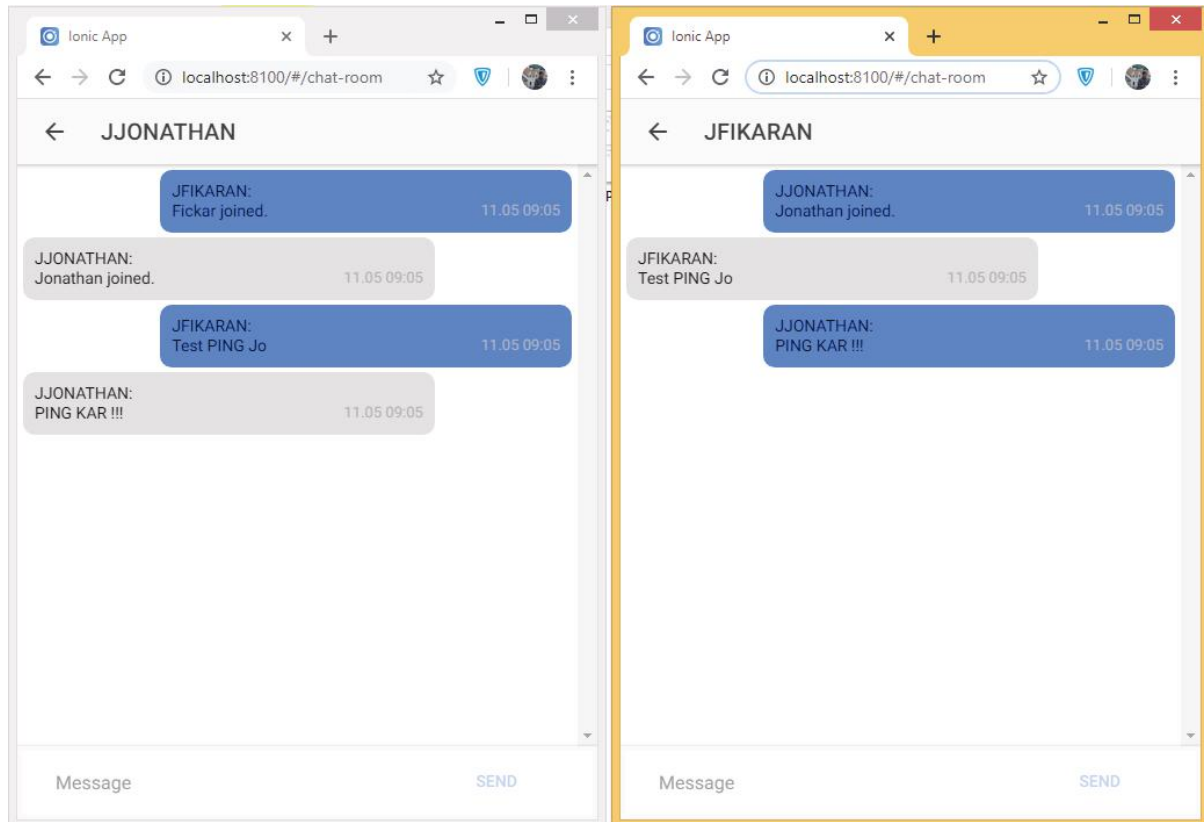 Ionic App
localhost:8100/#/chat-room
JJONATHAN
JFIKARAN:
Fickar joined.
11.05 09:05
JJONATHAN:
Jonathan joined.
11.05 09:05
JFIKARAN:
Test PING Jo
11.05 09:05
JJONATHAN:
PING KAR !!!
11.05 09:05
Message
SEND
Ionic App
localhost:8100/#/chat-room
JFIKARAN
JJONATHAN:
Jonathan joined.
11.05 09:05
JFIKARAN:
Test PING Jo
11.05 09:05
JJONATHAN:
PING KAR !!!
11.05 09:05
Message
SEND